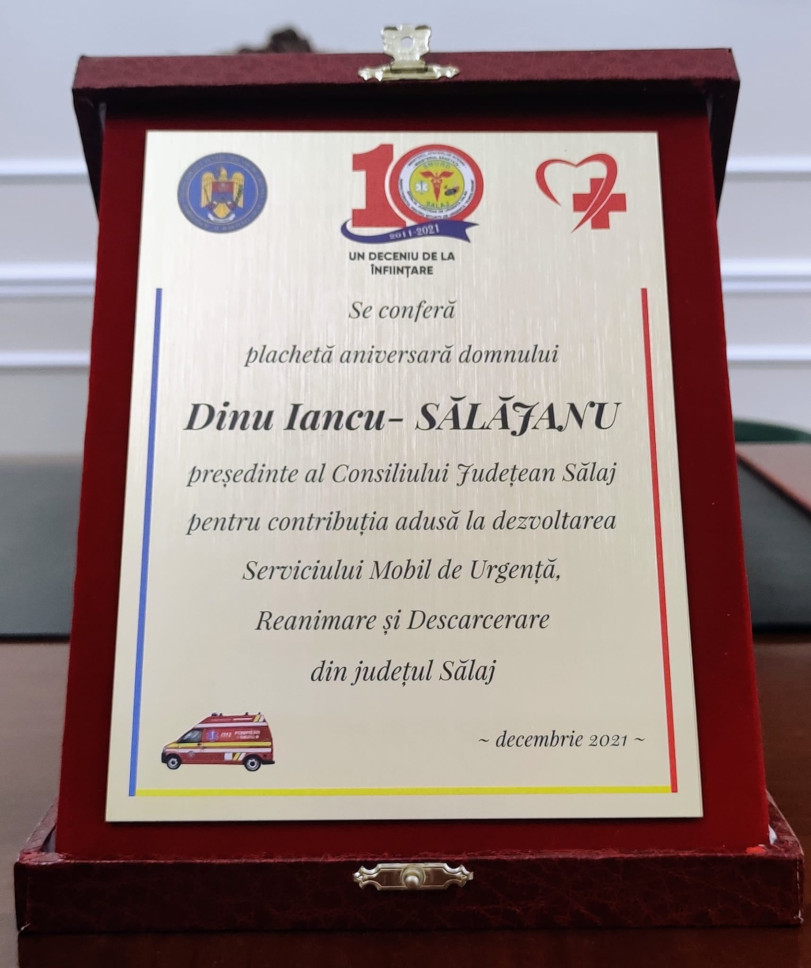 10
2011-2021
UN DECENIU DE LA
ÎNFIINȚARE
Se conferă
plachetă aniversară domnului
Dinu Iancu- SĂLĂJANU
președinte al Consiliului Județean Sălaj
pentru contribuția adusă la dezvoltarea
Serviciului Mobil de Urgență,
Reanimare și Descarcerare
din județul Sălaj
~ decembrie 2021 ~